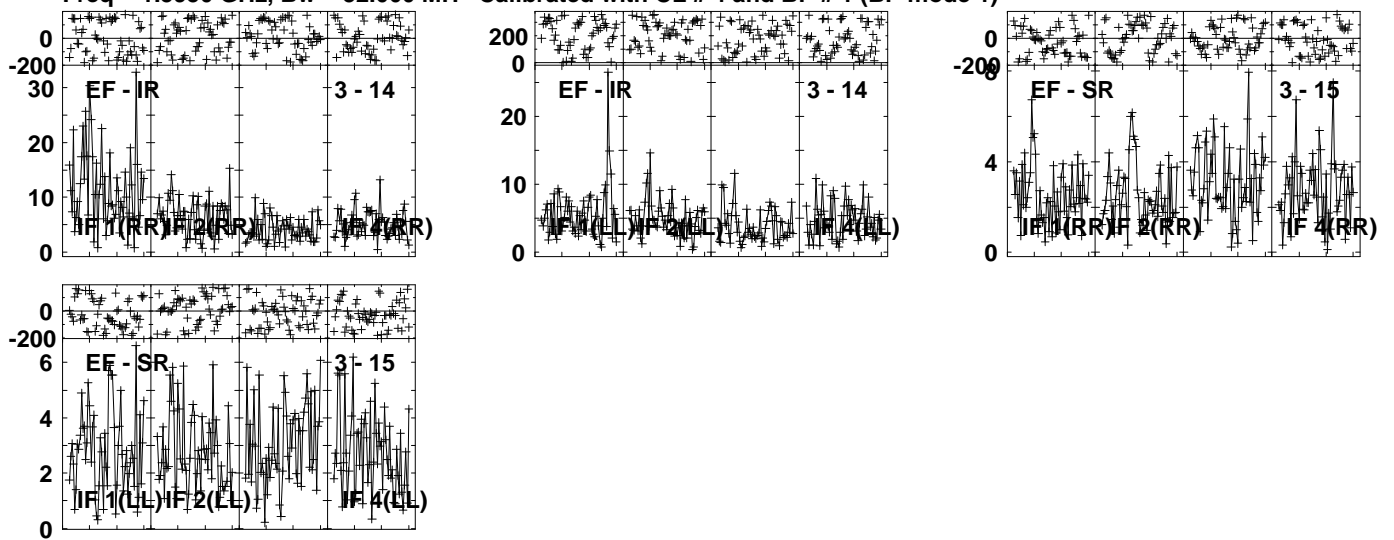 0
-200
EF - IR
3 - 14
30
20
10
0
IF 1(RR)
IF 2(RR)
IF 4(RR)
200
0
EF - IR
3 - 14
20
10
0
IF 1(LL)
IF 2(LL)
IF 4(LL)
0
-200
8
EF - SR
3 - 15
4
0
IF 1(RR)
IF 2(RR)
IF 4(RR)
0
-200
EF - SR
3 - 15
6
4
2
0
IF 1(LL)
IF 2(LL)
IF 4(LL)